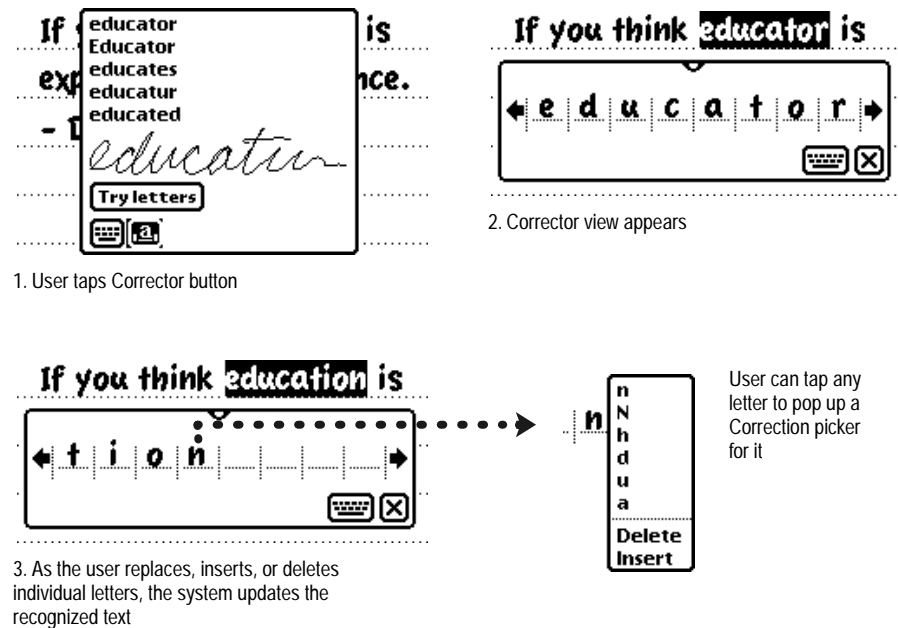 If
is
exp
nce.
-
educator
Educator
educates
educatur
educated
Try letters
a
1. User taps Corrector button
If you think educator is
e d u c a t o r
2. Corrector view appears
If you think education is
t i o n
3. As the user replaces, inserts, or deletes
individual letters, the system updates the
recognized text
n
n
N
h
d
u
a
Delete
Insert
User can tap any
letter to pop up a
Correction picker
for it